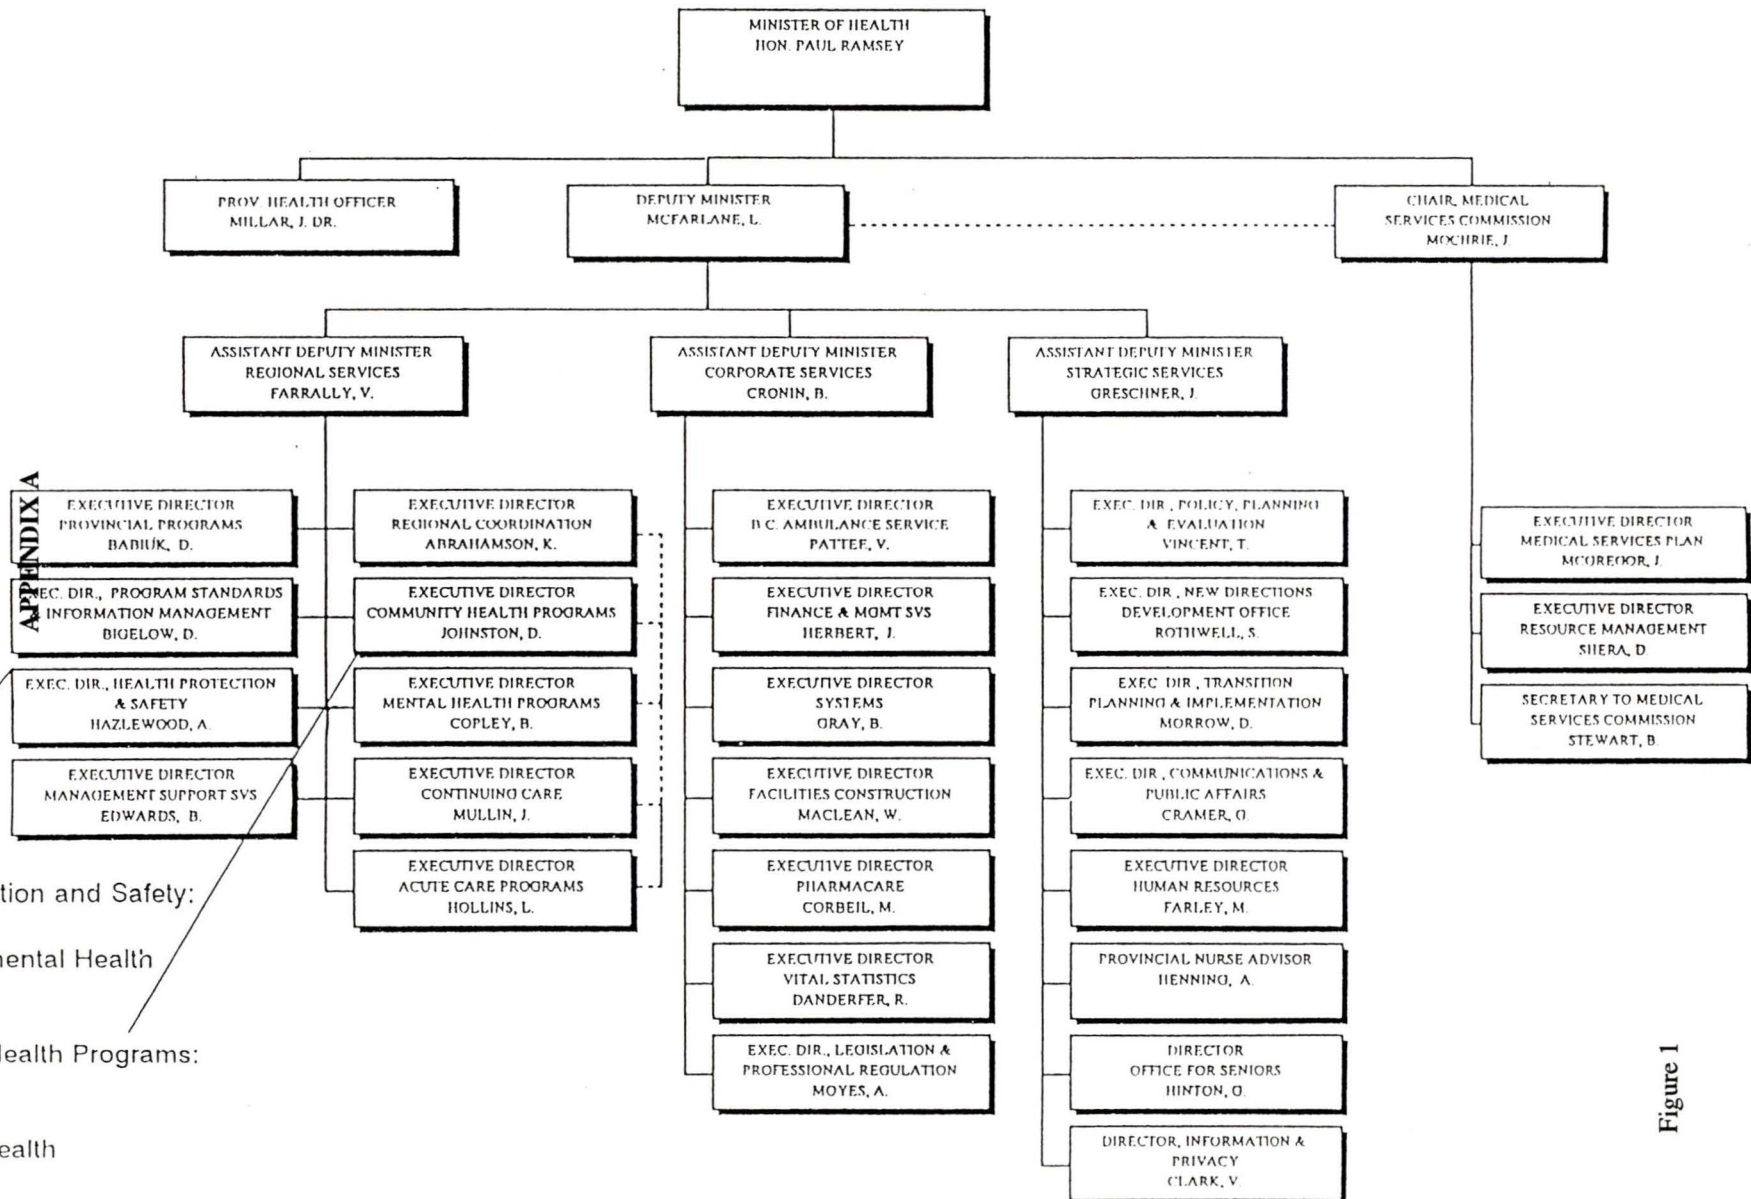 MINISTER OF HEALTH
HON. PAUL RAMSEY
PROV. HEALTH OFFICER
MILLAR, J. DR.
DEPUTY MINISTER
MCFARLANE, L.
CHAIR, MEDICAL
SERVICES COMMISSION
MOCHRIE, J.
ASSISTANT DEPUTY MINISTER
REGIONAL SERVICES
FARRALLY, V.
ASSISTANT DEPUTY MINISTER
CORPORATE SERVICES
CRONIN, B.
ASSISTANT DEPUTY MINISTER
STRATEGIC SERVICES
GRESCHNER, J.
APPENDIX A
EXECUTIVE DIRECTOR
PROVINCIAL PROGRAMS
BABIUK, D.
EXEC. DIR., PROGRAM STANDARDS
INFORMATION MANAGEMENT
BIGELOW, D.
EXEC. DIR., HEALTH PROTECTION
& SAFETY
HAZLEWOOD, A.
EXECUTIVE DIRECTOR
MANAGEMENT SUPPORT SVS
EDWARDS, B.
EXECUTIVE DIRECTOR
REGIONAL COORDINATION
ABRAHAMSON, K.
EXECUTIVE DIRECTOR
COMMUNITY HEALTH PROGRAMS
JOHNSTON, D.
EXECUTIVE DIRECTOR
MENTAL HEALTH PROGRAMS
COPLEY, B.
EXECUTIVE DIRECTOR
CONTINUING CARE
MULLIN, J.
EXECUTIVE DIRECTOR
ACUTE CARE PROGRAMS
HOLLINS, L.
EXECUTIVE DIRECTOR
B.C. AMBULANCE SERVICE
PATTEE, V.
EXECUTIVE DIRECTOR
FINANCE & MGMT SVS
HERBERT, J.
EXECUTIVE DIRECTOR
SYSTEMS
GRAY, B.
EXECUTIVE DIRECTOR
FACILITIES CONSTRUCTION
MACLEAN, W.
EXECUTIVE DIRECTOR
PHARMACARE
CORBEIL, M.
EXECUTIVE DIRECTOR
VITAL STATISTICS
DANDERFER, R.
EXEC. DIR., LEGISLATION &
PROFESSIONAL REGULATION
MOYES, A.
EXEC. DIR., POLICY, PLANNING
& EVALUATION
VINCENT, T.
EXEC. DIR., NEW DIRECTIONS
DEVELOPMENT OFFICE
ROTHWELL, S.
EXEC DIR., TRANSITION
PLANNING & IMPLEMENTATION
MORROW, D.
EXEC. DIR., COMMUNICATIONS &
PUBLIC AFFAIRS
CRAMER, G.
EXECUTIVE DIRECTOR
HUMAN RESOURCES
FARLEY, M.
PROVINCIAL NURSE ADVISOR
HENNING, A.
DIRECTOR
OFFICE FOR SENIORS
HINTON, G.
DIRECTOR, INFORMATION &
PRIVACY
CLARK, V.
EXECUTIVE DIRECTOR
MEDICAL SERVICES PLAN
MCGREGOR, J.
EXECUTIVE DIRECTOR
RESOURCE MANAGEMENT
SHERA, D.
SECRETARY TO MEDICAL
SERVICES COMMISSION
STEWART, B.
tion and Safety:
mental Health
Health Programs:
ealth
Figure 1